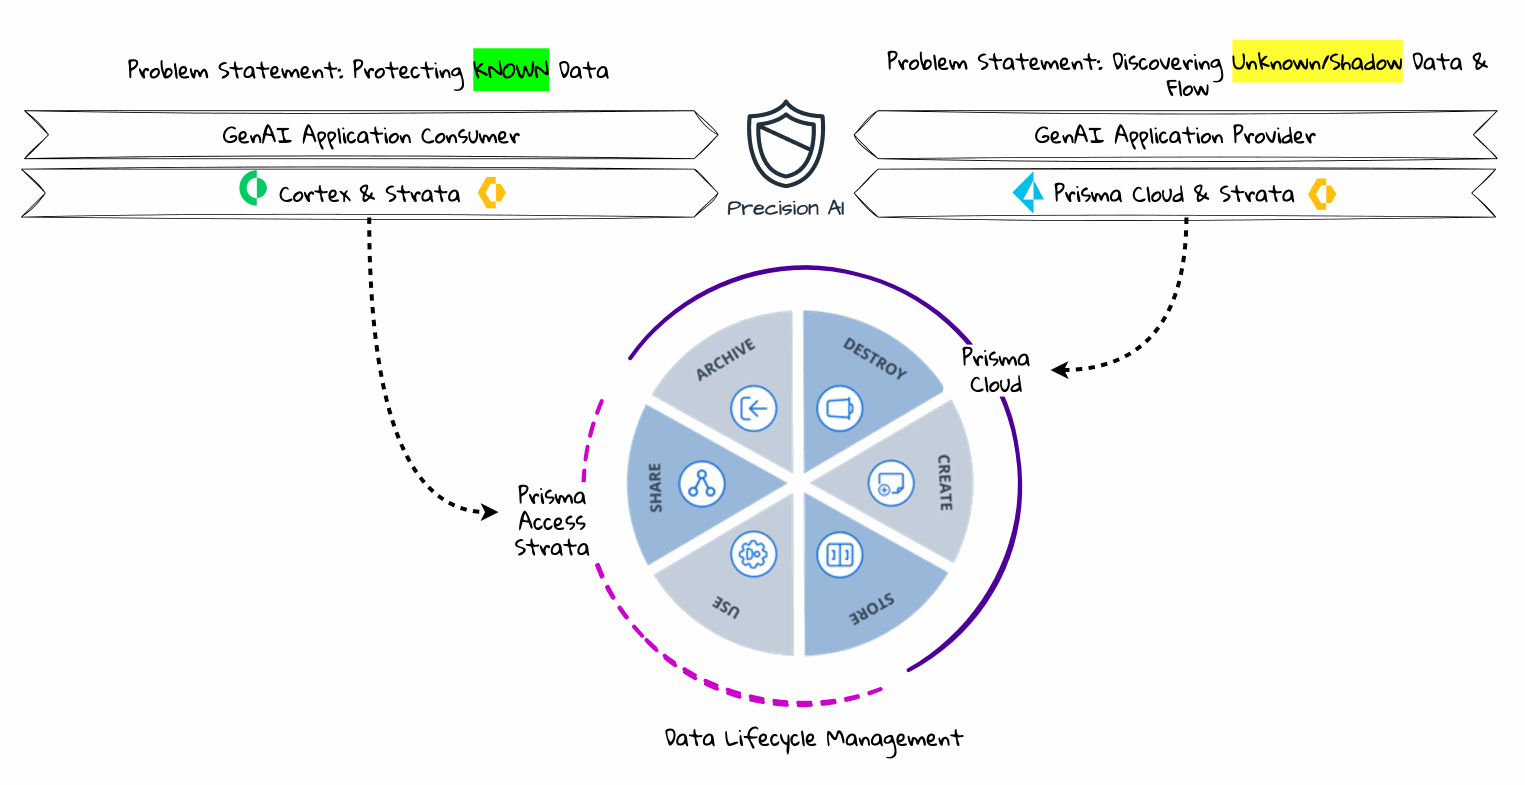 Problem Statement: Protecting KNOWN Data
Problem Statement: Discovering Unknown/Shadow Data &
Flow
GenAI Application Consumer
GenAI Application Provider
Cortex & Strata
Precision AI
Prisma Cloud & Strata
ARCHIVE
DESTROY
Prisma
Cloud
SHARE
CREATE
Prisma
Access
Strata
USE
STORE
Data Lifecycle Management